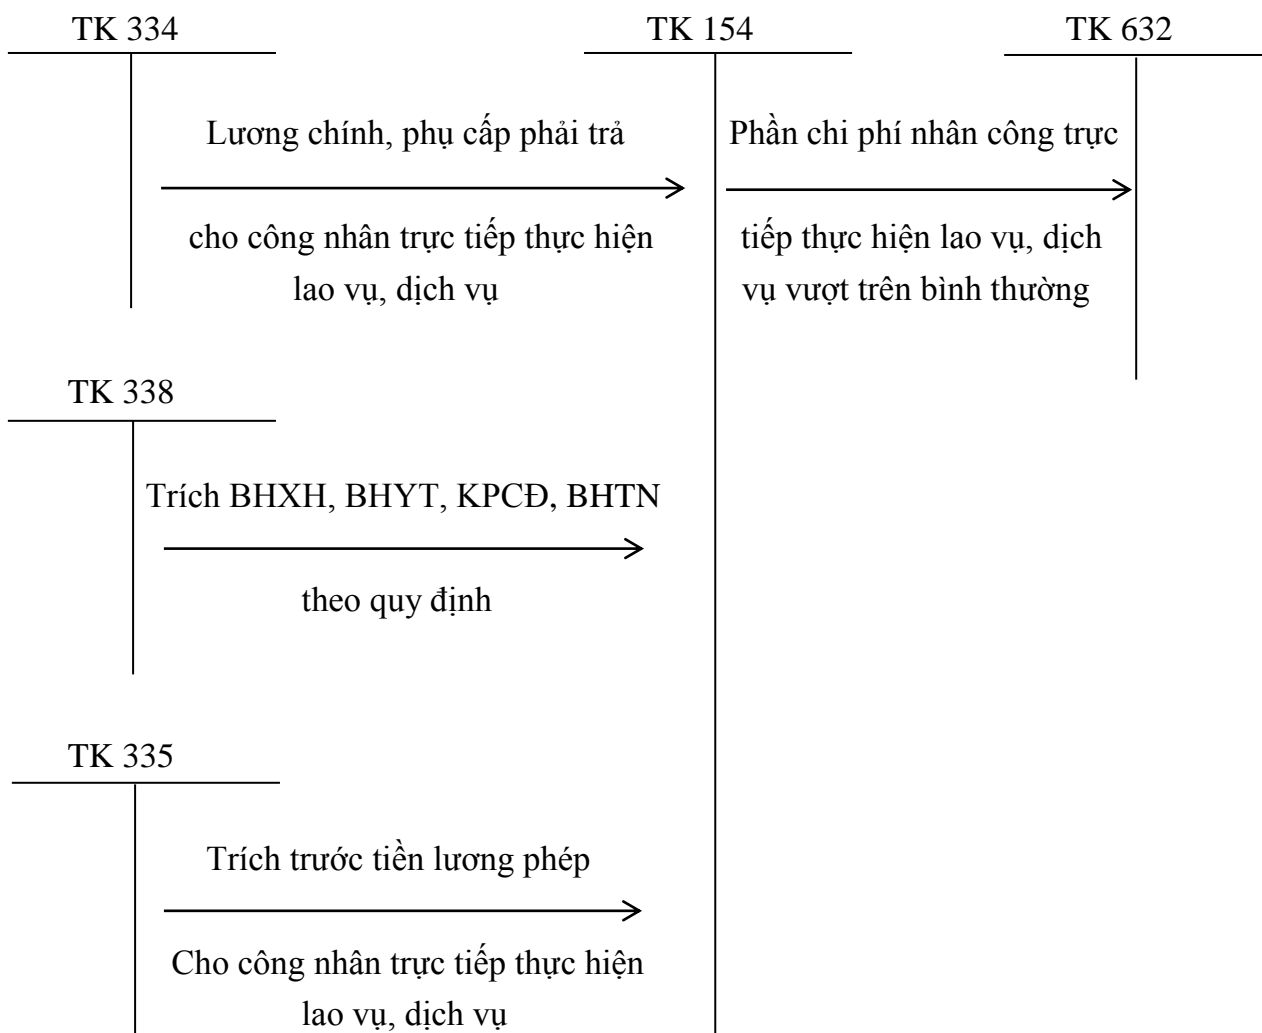 TK 334
TK 154
TK 632
Lương chính, phụ cấp phải trả
cho công nhân trực tiếp thực hiện
lao vụ, dịch vụ
Phần chi phí nhân công trực
tiếp thực hiện lao vụ, dịch
vụ vượt trên bình thường
TK 338
Trích BHXH, BHYT, KPCĐ, BHTN
theo quy định
TK 335
Trích trước tiền lương phép
Cho công nhân trực tiếp thực hiện
lao vụ, dịch vụ